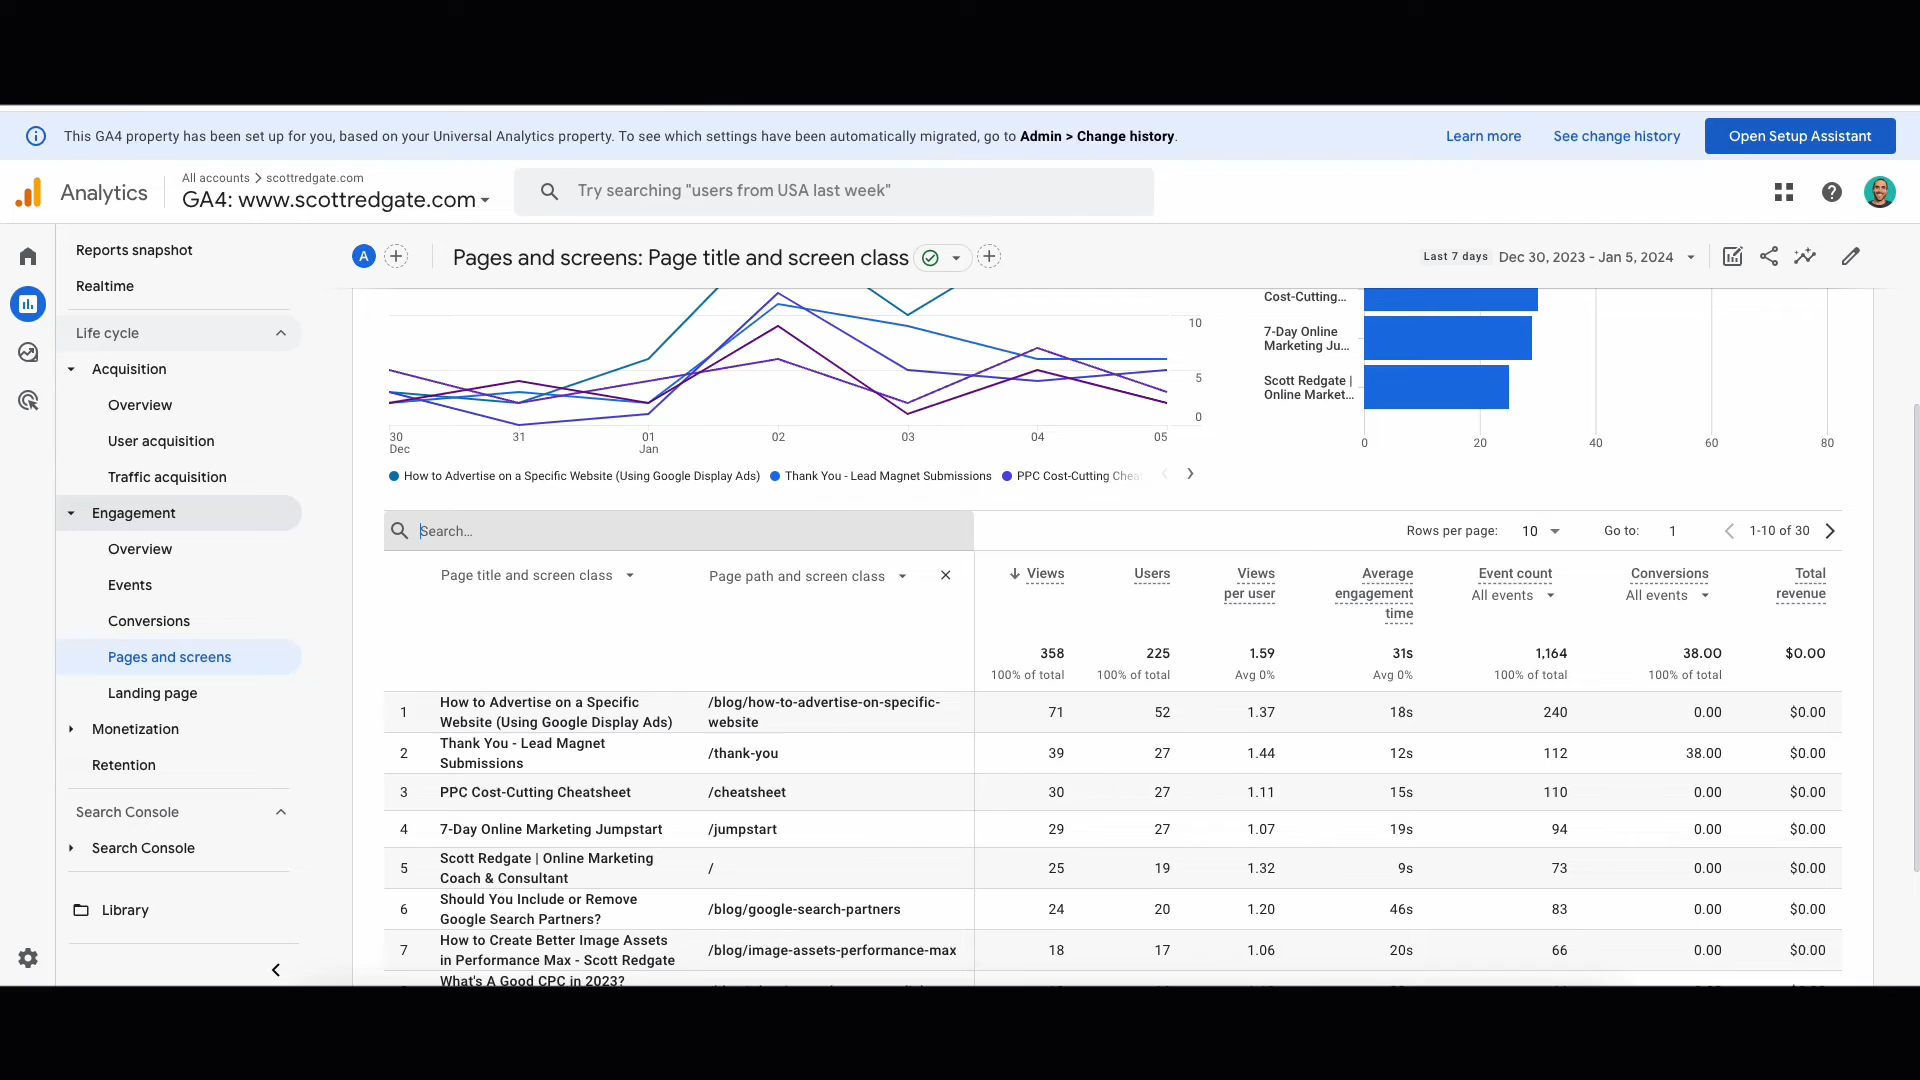 This GA4 property has been set up for you, based on your Universal Analytics property. To see which settings have been automatically migrated, go to Admin > Change history.
Learn more
See change history
Open Setup Assistant
Analytics
All accounts > scottredgate.com
GA4: www.scottredgate.com
Try searching "users from USA last week"
Reports snapshot
Realtime
Life cycle
Acquisition
Overview
User acquisition
Traffic acquisition
Engagement
Overview
Events
Conversions
Pages and screens
Landing page
Monetization
Retention
Search Console
Search Console
Library
A
Pages and screens: Page title and screen class
Last 7 days Dec 30, 2023 - Jan 5, 2024
10
5
0
30 Dec
31
01 Jan
02
03
04
05
How to Advertise on a Specific Website (Using Google Display Ads)
Thank You - Lead Magnet Submissions
PPC Cost-Cutting Chea
Cost-Cutting...
7-Day Online
Marketing Ju...
Scott Redgate |
Online Market...
0 20 40 60 80
Search...
Rows per page: 10
Go to: 1
1-10 of 30
Page title and screen class
Page path and screen class
Views
Users
Views per user
Average engagement time
Event count
All events
Conversions
All events
Total revenue
358 225 1.59 31s 1,164 38.00 $0.00
100% of total 100% of total Avg 0% Avg 0% 100% of total 100% of total
1 How to Advertise on a Specific Website (Using Google Display Ads) /blog/how-to-advertise-on-specific-website 71 52 1.37 18s 240 0.00 $0.00
2 Thank You - Lead Magnet Submissions /thank-you 39 27 1.44 12s 112 38.00 $0.00
3 PPC Cost-Cutting Cheatsheet /cheatsheet 30 27 1.11 15s 110 0.00 $0.00
4 7-Day Online Marketing Jumpstart /jumpstart 29 27 1.07 19s 94 0.00 $0.00
5 Scott Redgate | Online Marketing Coach & Consultant / 25 19 1.32 9s 73 0.00 $0.00
6 Should You Include or Remove Google Search Partners? /blog/google-search-partners 24 20 1.20 46s 83 0.00 $0.00
7 How to Create Better Image Assets in Performance Max - Scott Redgate /blog/image-assets-performance-max 18 17 1.06 20s 66 0.00 $0.00
What's A Good CPC in 2023?